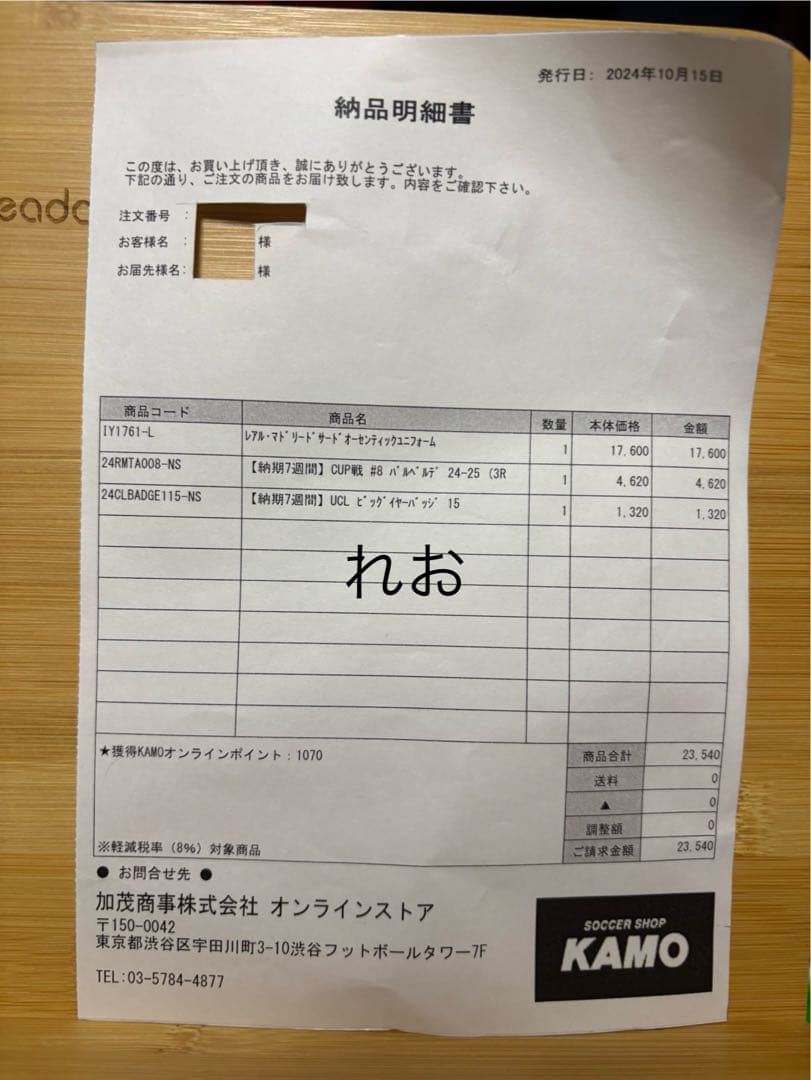 発行日: 2024年10月15日
納品明細書
この度は、お買い上げ頂き、誠にありがとうございます。
下記の通り、ご注文の商品をお届け致します。内容をご確認下さい。
eadc
注文番号 :
お客様名 : 様
お届先様名: 様
商品コード 商品名 数量 本体価格 金額
IY1761-L ﾚｱﾙ・ﾏﾄﾞﾘｰﾄﾞｻｰﾄﾞｵｰｾﾝﾃｨｯｸﾕﾆﾌｫｰﾑ 1 17,600 17,600
24RMTA008-NS 【納期7週間】CUP戦 #8 ﾊﾞﾙﾍﾞﾙﾃﾞ 24-25 (3R 1 4,620 4,620
24CLBADGE115-NS 【納期7週間】UCL ﾋﾞｯｸﾞｲﾔｰﾊﾞｯｼﾞ 15 1 1,320 1,320
れお
★獲得KAMOオンラインポイント:1070
商品合計 23,540
送料 0
▲ 0
調整額 0
※軽減税率(8%)対象商品
ご請求金額 23,540
● お問合せ先 ●
加茂商事株式会社 オンラインストア
〒150-0042
東京都渋谷区宇田川町3-10渋谷フットボールタワー7F
TEL:03-5784-4877
SOCCER SHOP
KAMO